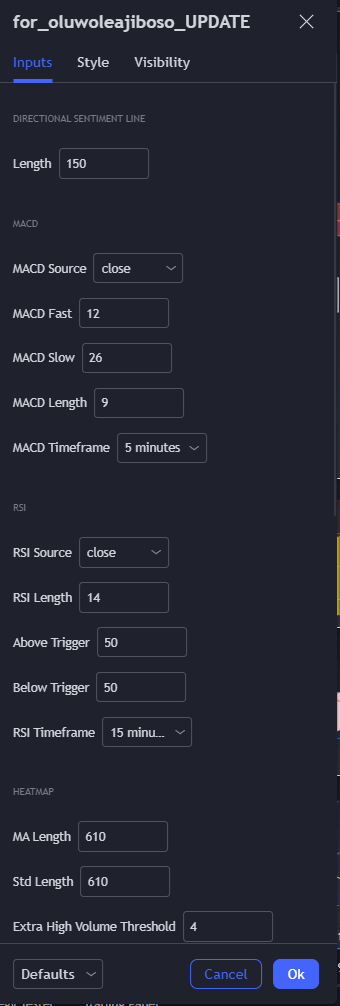 for_oluwoleajiboso_UPDATE
Inputs Style Visibility
DIRECTIONAL SENTIMENT LINE
Length 150
MACD
MACD Source close
MACD Fast 12
MACD Slow 26
MACD Length 9
MACD Timeframe 5 minutes
RSI
RSI Source close
RSI Length 14
Above Trigger 50
Below Trigger 50
RSI Timeframe 15 minu...
HEATMAP
MA Length 610
Std Length 610
Extra High Volume Threshold 4
Defaults Cancel Ok